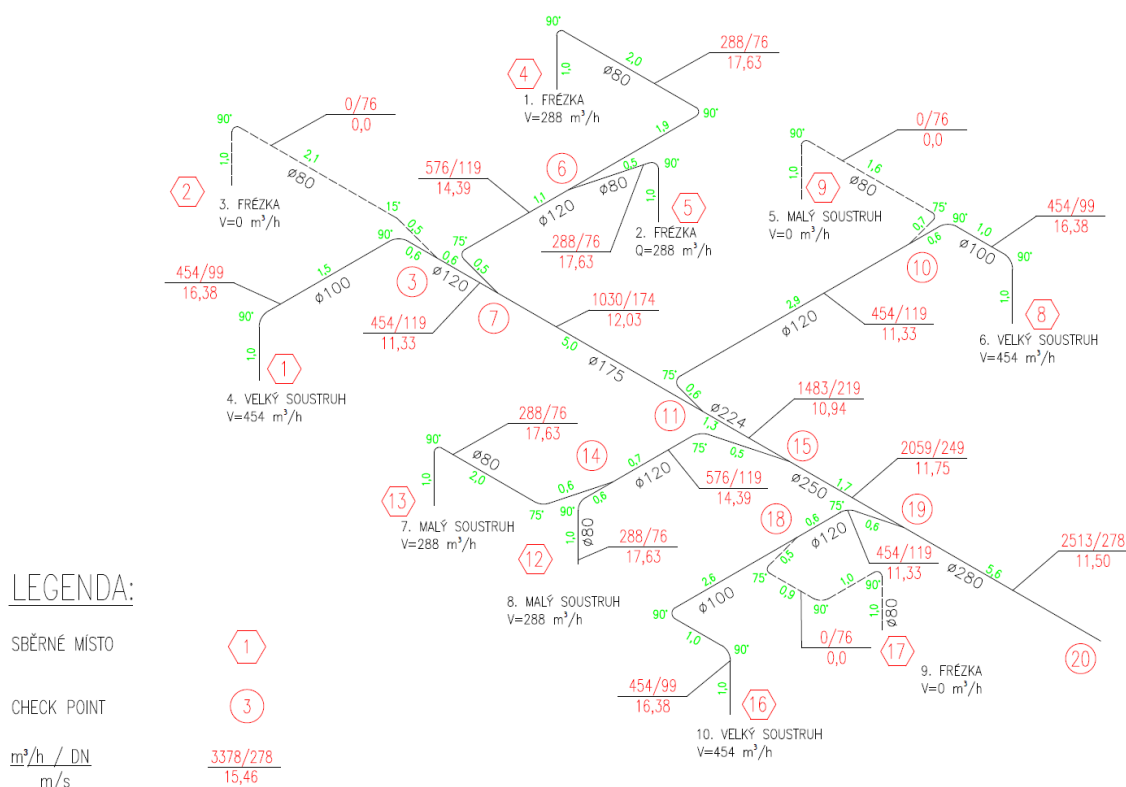 90°
1,0
4
2,0
ø80
288/76
17,63
1. FRÉZKA
V=288 m³/h
90°
1,9
90°
1,0
2
2,1
ø80
0/76
0,0
3. FRÉZKA
V=0 m³/h
15°
0,5
576/119
14,39
6
1,1
ø120
0,5
ø80
90°
1,0
5
2. FRÉZKA
Q=288 m³/h
288/76
17,63
90°
1,0
9
1,6
ø80
0/76
0,0
5. MALÝ SOUSTRUH
V=0 m³/h
75°
0,7
0,6
90°
1,0
ø100
90°
454/99
16,38
10
1,0
8
6. VELKÝ SOUSTRUH
V=454 m³/h
2,9
ø120
454/119
11,33
75°
0,6
454/99
16,38
90°
1,5
ø100
90°
0,6
3
0,6
ø120
75°
0,5
7
454/119
11,33
1,0
1
4. VELKÝ SOUSTRUH
V=454 m³/h
1030/174
12,03
5,0
ø175
11
ø224
1,3
1483/219
10,94
15
75°
0,5
288/76
17,63
90°
ø80
2,0
1,0
13
7. MALÝ SOUSTRUH
V=288 m³/h
14
0,6
75°
0,7
ø120
0,6
90°
576/119
14,39
1,0
ø80
12
288/76
17,63
8. MALÝ SOUSTRUH
V=288 m³/h
2059/249
11,75
1,7
ø250
18
0,6
75°
ø120
0,6
19
454/119
11,33
2513/278
11,50
5,6
ø280
20
2,6
ø100
0,5
75°
0,9
90°
1,0
90°
1,0
ø80
0/76
0,0
17
9. FRÉZKA
V=0 m³/h
90°
1,0
90°
454/99
16,38
1,0
16
10. VELKÝ SOUSTRUH
V=454 m³/h
LEGENDA:
SBĚRNÉ MÍSTO
1
CHECK POINT
3
m³/h / DN
m/s
3378/278
15,46